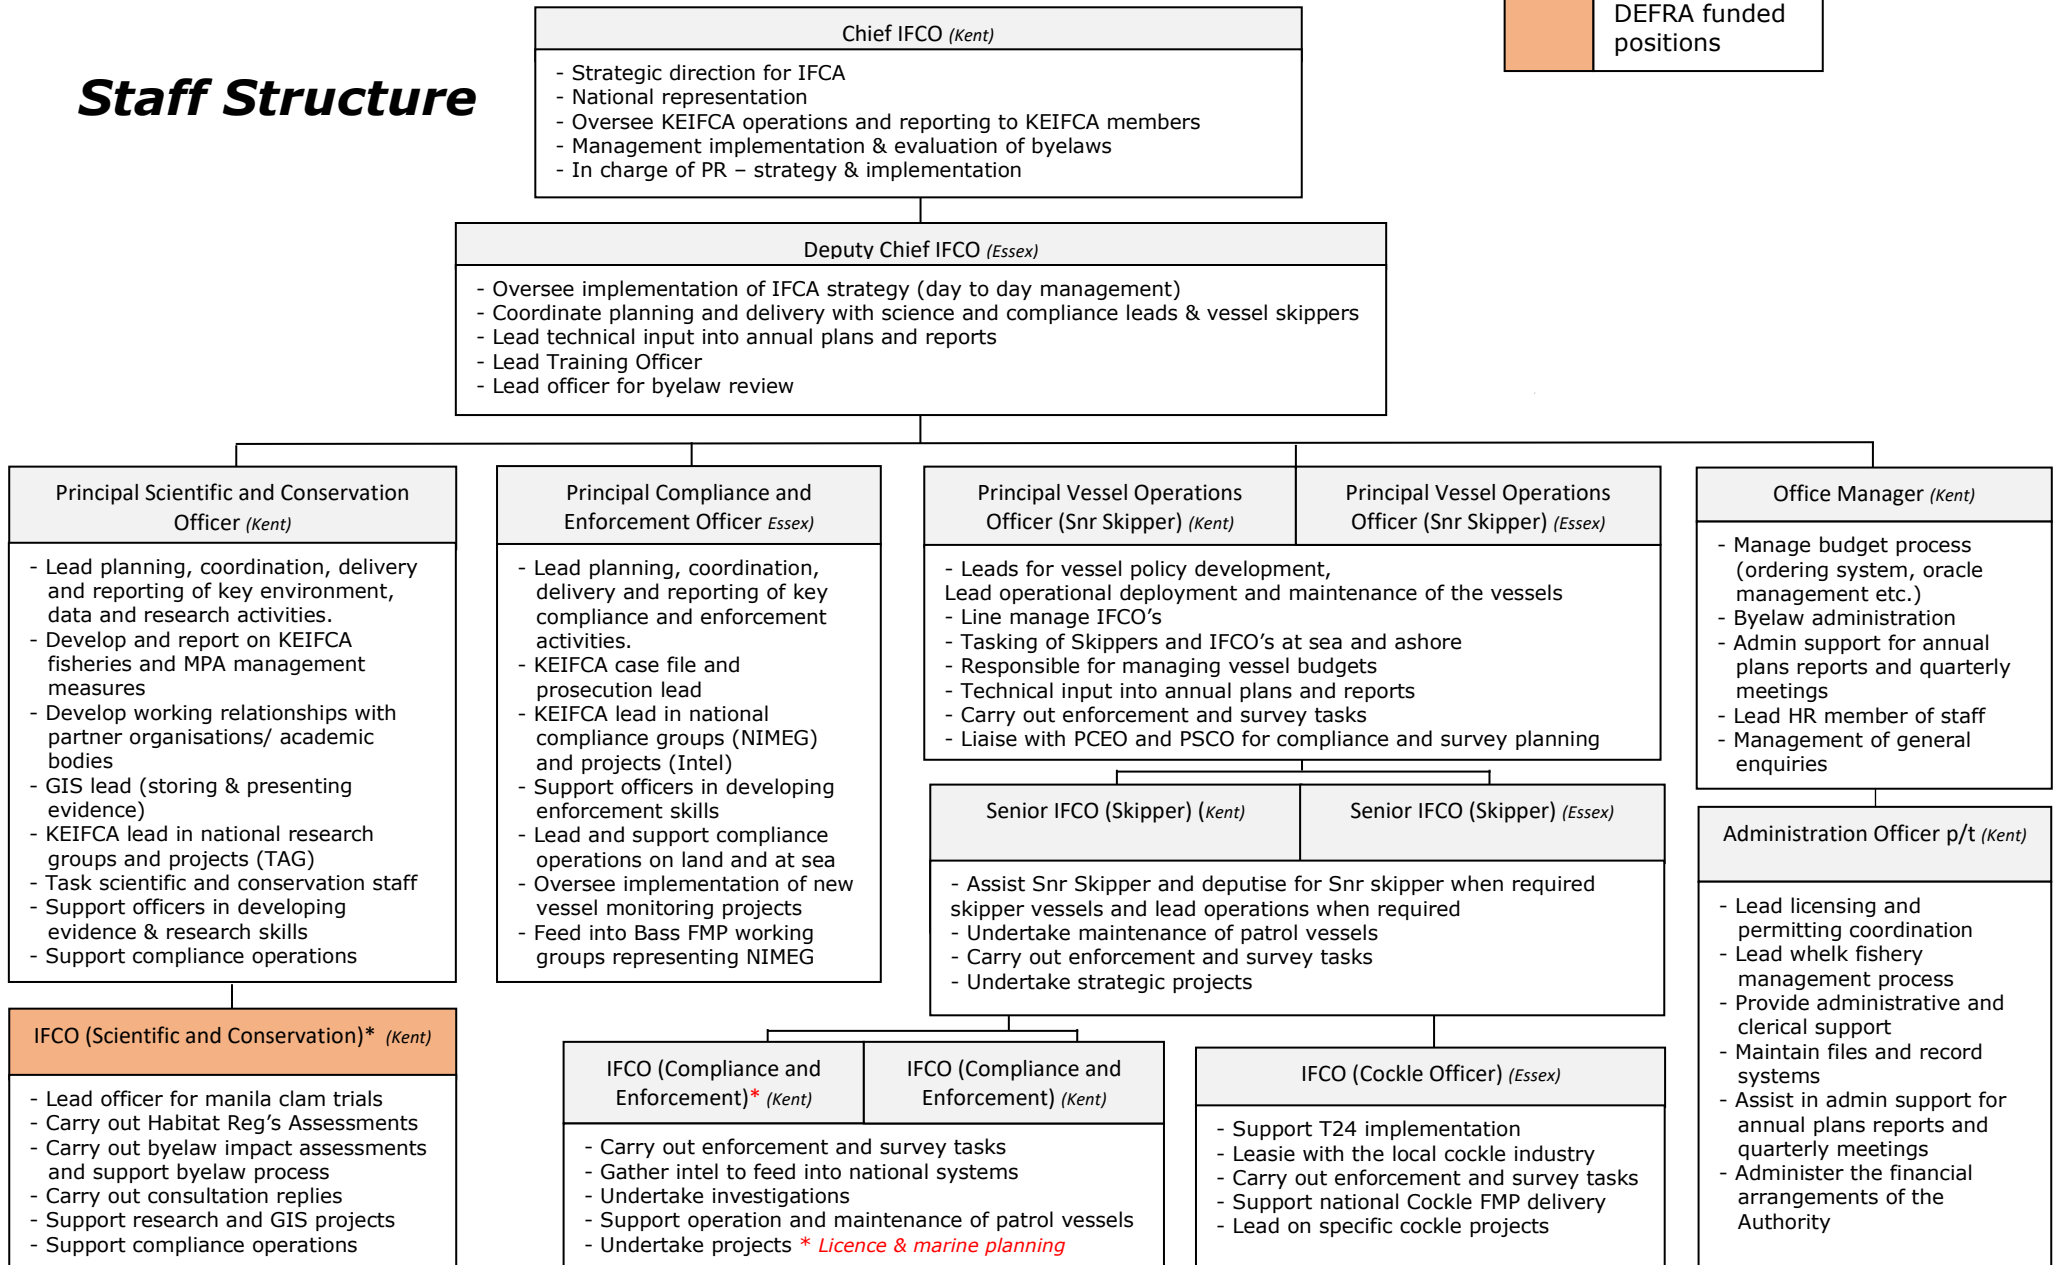 DEFRA funded
positions
Staff Structure
Chief IFCO (Kent)
- Strategic direction for IFCA
- National representation
- Oversee KEIFCA operations and reporting to KEIFCA members
- Management implementation & evaluation of byelaws
- In charge of PR – strategy & implementation
Deputy Chief IFCO (Essex)
- Oversee implementation of IFCA strategy (day to day management)
- Coordinate planning and delivery with science and compliance leads & vessel skippers
- Lead technical input into annual plans and reports
- Lead Training Officer
- Lead officer for byelaw review
Principal Scientific and Conservation
Officer (Kent)
- Lead planning, coordination, delivery
and reporting of key environment,
data and research activities.
- Develop and report on KEIFCA
fisheries and MPA management
measures
- Develop working relationships with
partner organisations/ academic
bodies
- GIS lead (storing & presenting
evidence)
- KEIFCA lead in national research
groups and projects (TAG)
- Task scientific and conservation staff
- Support officers in developing
evidence & research skills
- Support compliance operations
IFCO (Scientific and Conservation)* (Kent)
- Lead officer for manila clam trials
- Carry out Habitat Reg's Assessments
- Carry out byelaw impact assessments
and support byelaw process
- Carry out consultation replies
- Support research and GIS projects
- Support compliance operations
Principal Compliance and
Enforcement Officer Essex)
- Lead planning, coordination,
delivery and reporting of key
compliance and enforcement
activities.
- KEIFCA case file and
prosecution lead
- KEIFCA lead in national
compliance groups (NIMEG)
and projects (Intel)
- Support officers in developing
enforcement skills
- Lead and support compliance
operations on land and at sea
- Oversee implementation of new
vessel monitoring projects
- Feed into Bass FMP working
groups representing NIMEG
Principal Vessel Operations
Officer (Snr Skipper) (Kent)
Principal Vessel Operations
Officer (Snr Skipper) (Essex)
- Leads for vessel policy development,
Lead operational deployment and maintenance of the vessels
- Line manage IFCO's
- Tasking of Skippers and IFCO's at sea and ashore
- Responsible for managing vessel budgets
- Technical input into annual plans and reports
- Carry out enforcement and survey tasks
- Liaise with PCEO and PSCO for compliance and survey planning
Senior IFCO (Skipper) (Kent)
Senior IFCO (Skipper) (Essex)
- Assist Snr Skipper and deputise for Snr skipper when required
skipper vessels and lead operations when required
- Undertake maintenance of patrol vessels
- Carry out enforcement and survey tasks
- Undertake strategic projects
IFCO (Compliance and
Enforcement)* (Kent)
IFCO (Compliance and
Enforcement) (Kent)
- Carry out enforcement and survey tasks
- Gather intel to feed into national systems
- Undertake investigations
- Support operation and maintenance of patrol vessels
- Undertake projects * Licence & marine planning
IFCO (Cockle Officer) (Essex)
- Support T24 implementation
- Leasie with the local cockle industry
- Carry out enforcement and survey tasks
- Support national Cockle FMP delivery
- Lead on specific cockle projects
Office Manager (Kent)
- Manage budget process
(ordering system, oracle
management etc.)
- Byelaw administration
- Admin support for annual
plans reports and quarterly
meetings
- Lead HR member of staff
- Management of general
enquiries
Administration Officer p/t (Kent)
- Lead licensing and
permitting coordination
- Lead whelk fishery
management process
- Provide administrative and
clerical support
- Maintain files and record
systems
- Assist in admin support for
annual plans reports and
quarterly meetings
- Administer the financial
arrangements of the
Authority